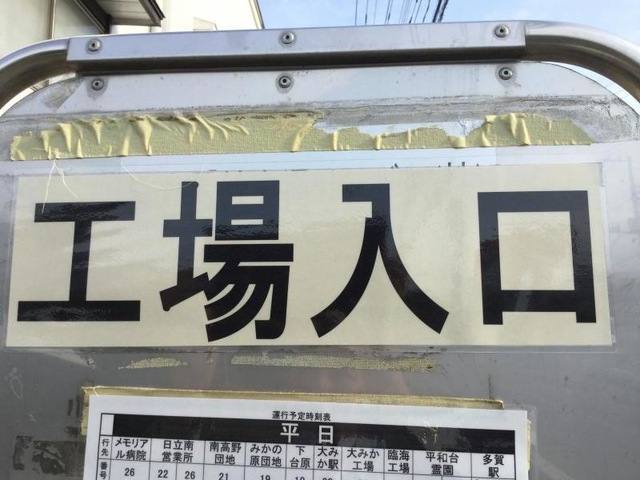 工場入口
運行予定時刻表
平日
行先 メモリアル病院 日立南営業所 南高野団地 みかの原団地 下台原 大みか駅 大みか工場 臨海工場 平和台霊園 多賀駅
番号 26 22 26 21 19